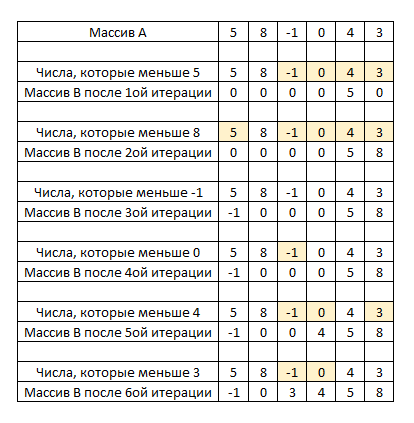 Массив А 5 8 -1 0 4 3
Числа, которые меньше 5 5 8 -1 0 4 3
Массив В после 1ой итерации 0 0 0 0 5 0
Числа, которые меньше 8 5 8 -1 0 4 3
Массив В после 2ой итерации 0 0 0 0 5 8
Числа, которые меньше -1 5 8 -1 0 4 3
Массив В после 3ой итерации -1 0 0 0 5 8
Числа, которые меньше 0 5 8 -1 0 4 3
Массив В после 4ой итерации -1 0 0 0 5 8
Числа, которые меньше 4 5 8 -1 0 4 3
Массив В после 5ой итерации -1 0 0 4 5 8
Числа, которые меньше 3 5 8 -1 0 4 3
Массив В после 6ой итерации -1 0 3 4 5 8